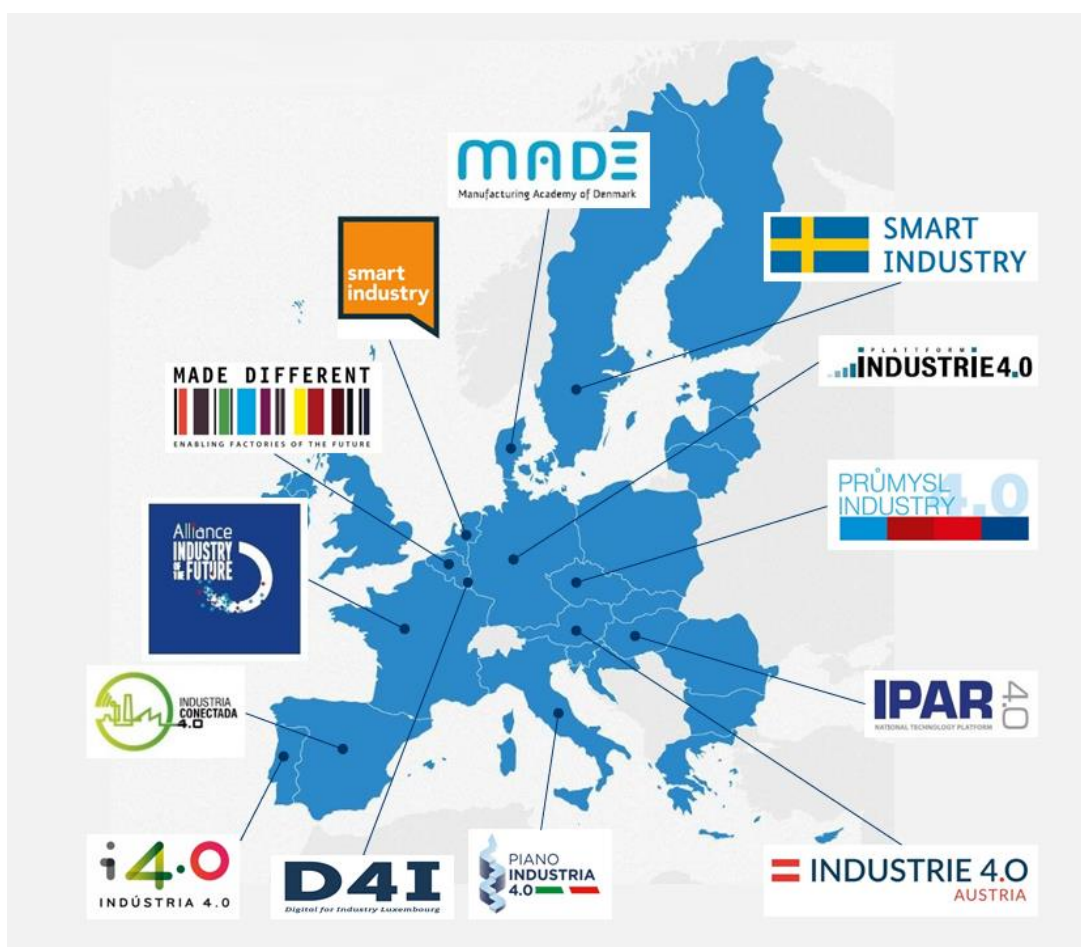 MADE
Manufacturing Academy of Denmark
smart
industry
SMART
INDUSTRY
PLATTFORM
INDUSTRIE 4.0
MADE DIFFERENT
ENABLING FACTORIES OF THE FUTURE
PRŮMYSL
INDUSTRY 4.0
Alliance
INDUSTRY
OF THE FUTURE
INDUSTRIA
CONECTADA
4.0
IPAR 4.0
NATIONAL TECHNOLOGY PLATFORM
i4.0
INDÚSTRIA 4.0
D4I
Digital for Industry Luxembourg
PIANO
INDUSTRIA
4.0
INDUSTRIE 4.0
AUSTRIA